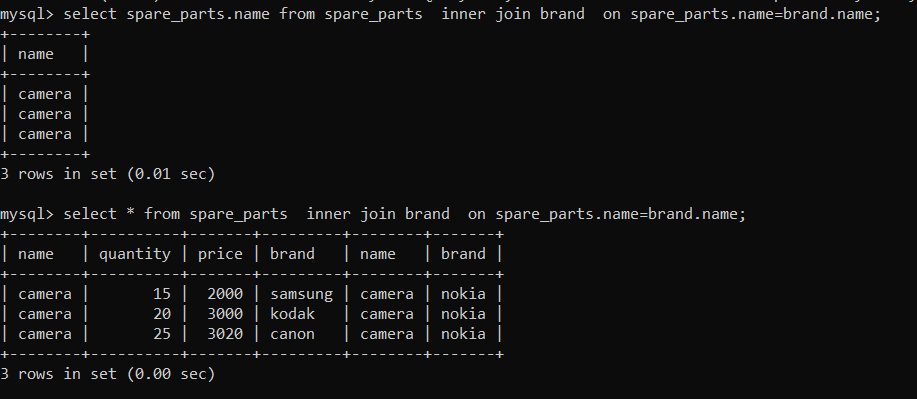 mysql> select spare_parts.name from spare_parts  inner join brand  on spare_parts.name=brand.name;
+--------+
| name   |
+--------+
| camera |
| camera |
| camera |
+--------+
3 rows in set (0.01 sec)

mysql> select * from spare_parts  inner join brand  on spare_parts.name=brand.name;
+--------+----------+-------+---------+--------+-------+
| name   | quantity | price | brand   | name   | brand |
+--------+----------+-------+---------+--------+-------+
| camera |       15 |  2000 | samsung | camera | nokia |
| camera |       20 |  3000 | kodak   | camera | nokia |
| camera |       25 |  3020 | canon   | camera | nokia |
+--------+----------+-------+---------+--------+-------+
3 rows in set (0.00 sec)